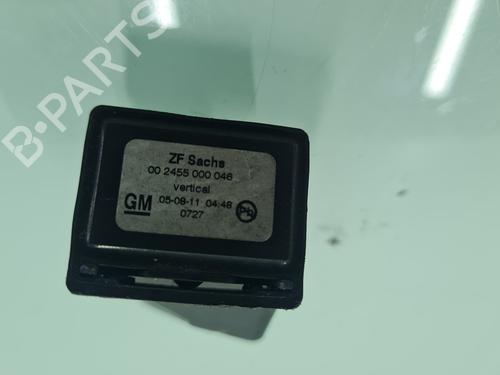 B-PARTS
ZF Sachs
00 2455 000 046
vertical
GM
05-08-11 04:48
0727
Pb